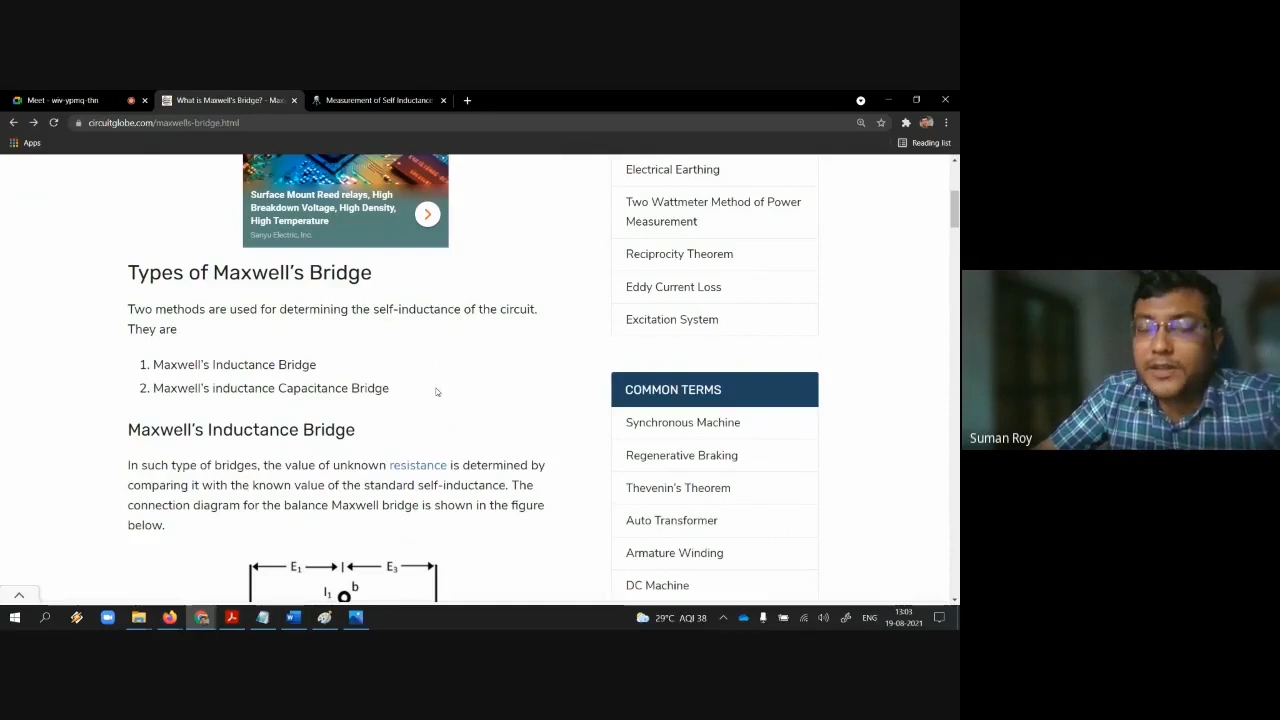 Meet - wiv-ypmq-thn
What is Maxwell's Bridge? - Max
Measurement of Self Inductance
circuitglobe.com/maxwells-bridge.html
Apps
Reading list
Surface Mount Reed relays, High
Breakdown Voltage, High Density,
High Temperature
Sanyu Electric, Inc.
Types of Maxwell's Bridge
Two methods are used for determining the self-inductance of the circuit.
They are
1. Maxwell's Inductance Bridge
2. Maxwell's inductance Capacitance Bridge
Maxwell's Inductance Bridge
In such type of bridges, the value of unknown resistance is determined by
comparing it with the known value of the standard self-inductance. The
connection diagram for the balance Maxwell bridge is shown in the figure
below.
E₁ E₃
b
I₁
Electrical Earthing
Two Wattmeter Method of Power
Measurement
Reciprocity Theorem
Eddy Current Loss
Excitation System
COMMON TERMS
Synchronous Machine
Regenerative Braking
Thevenin's Theorem
Auto Transformer
Armature Winding
DC Machine
Suman Roy
29°C AQI 38
ENG
13:03
19-08-2021